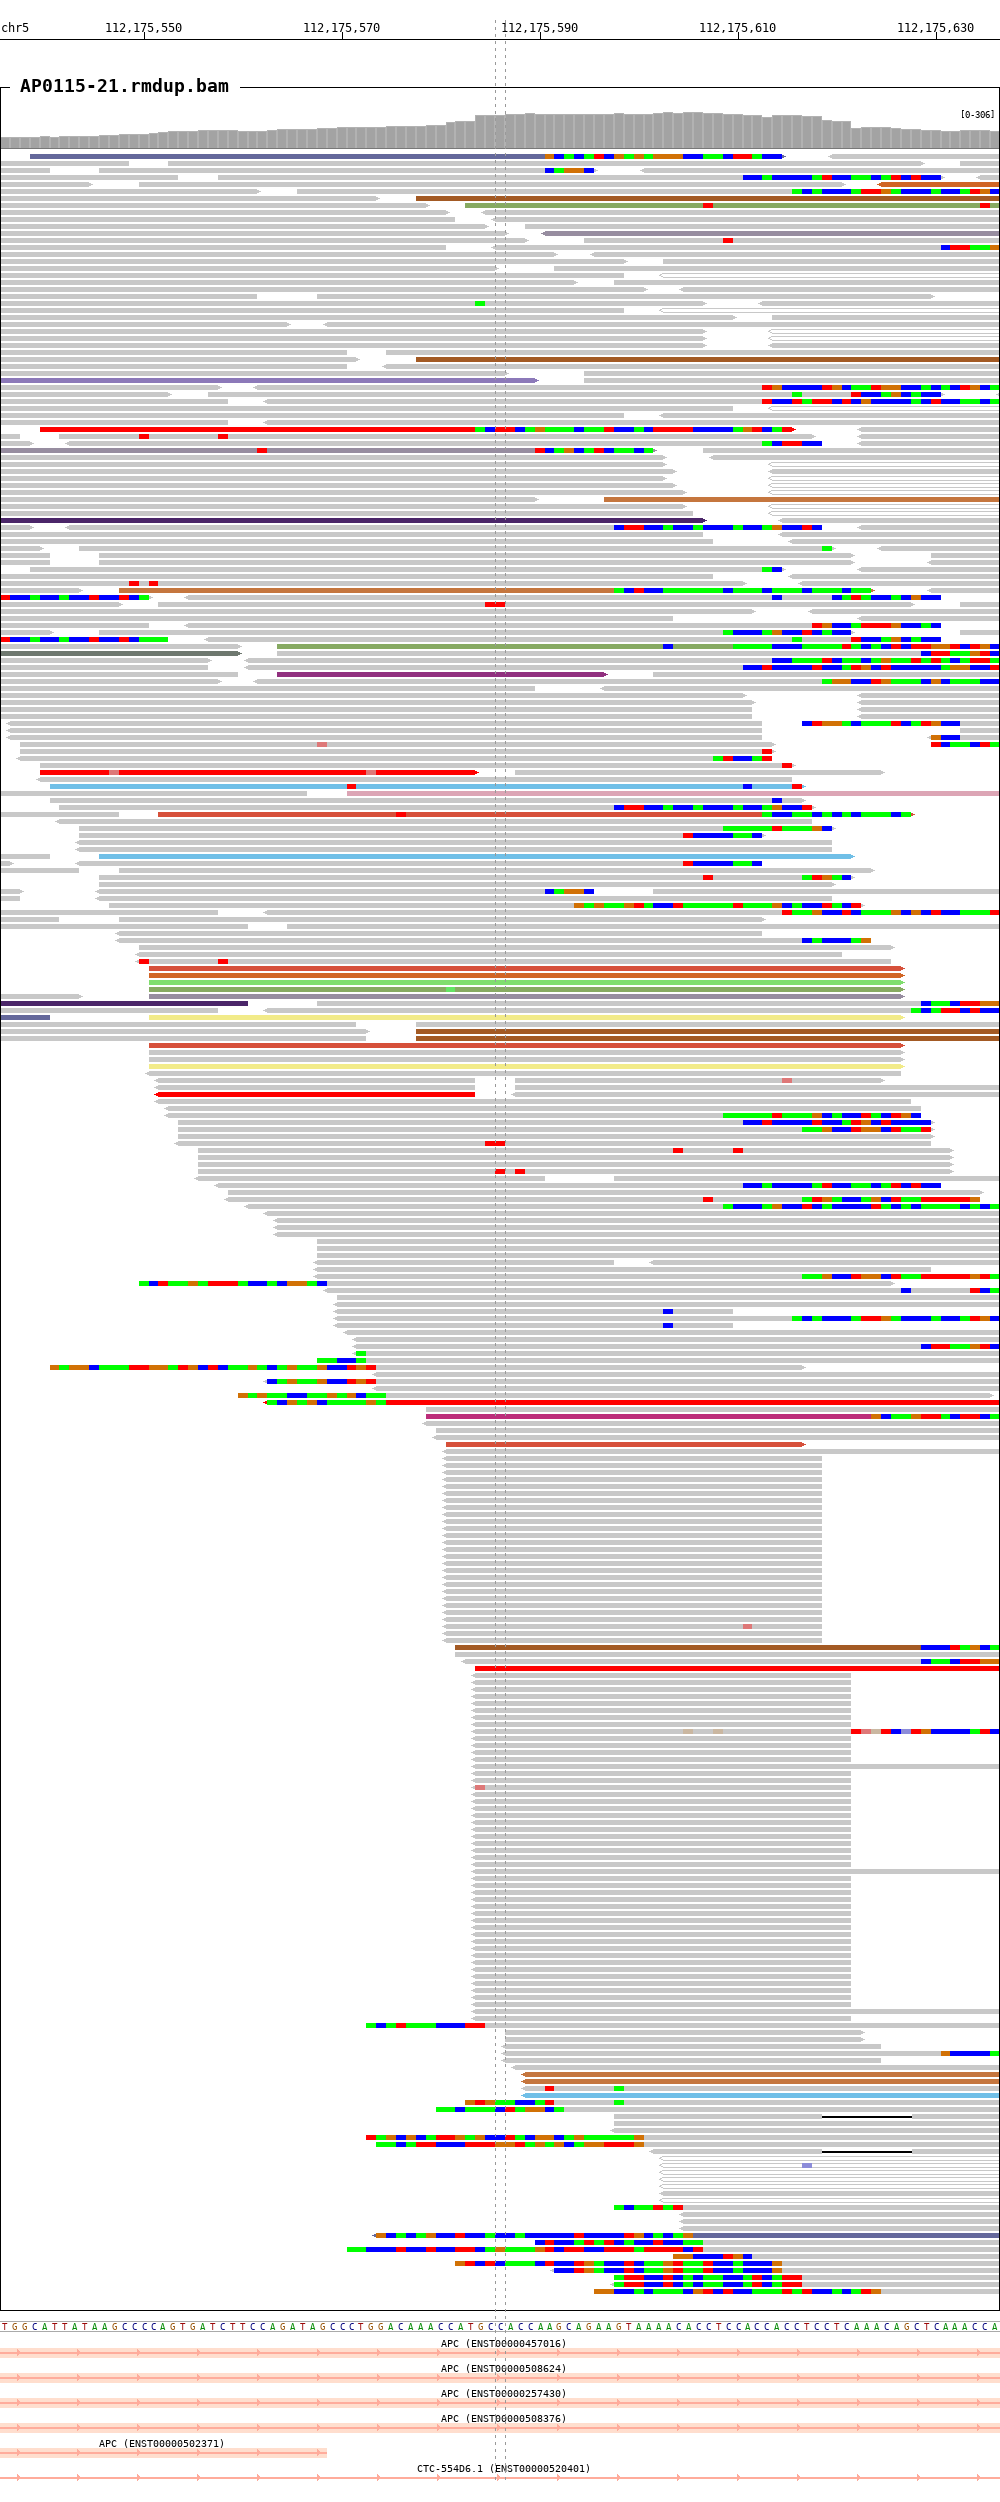 chr5 112,175,550 112,175,570 112,175,590 112,175,610 112,175,630
AP0115-21.rmdup.bam
[0-306]
TGGCATTATAAGCCCCAGTGATCTTCCAGATAGCCCTGGACAAACCATGCCACCAAGCAGAAGTAAAACACCTCCACCACCTCCTCAAACAGCTCAAACCA
APC (ENST00000457016)
APC (ENST00000508624)
APC (ENST00000257430)
APC (ENST00000508376)
APC (ENST00000502371)
CTC-554D6.1 (ENST00000520401)